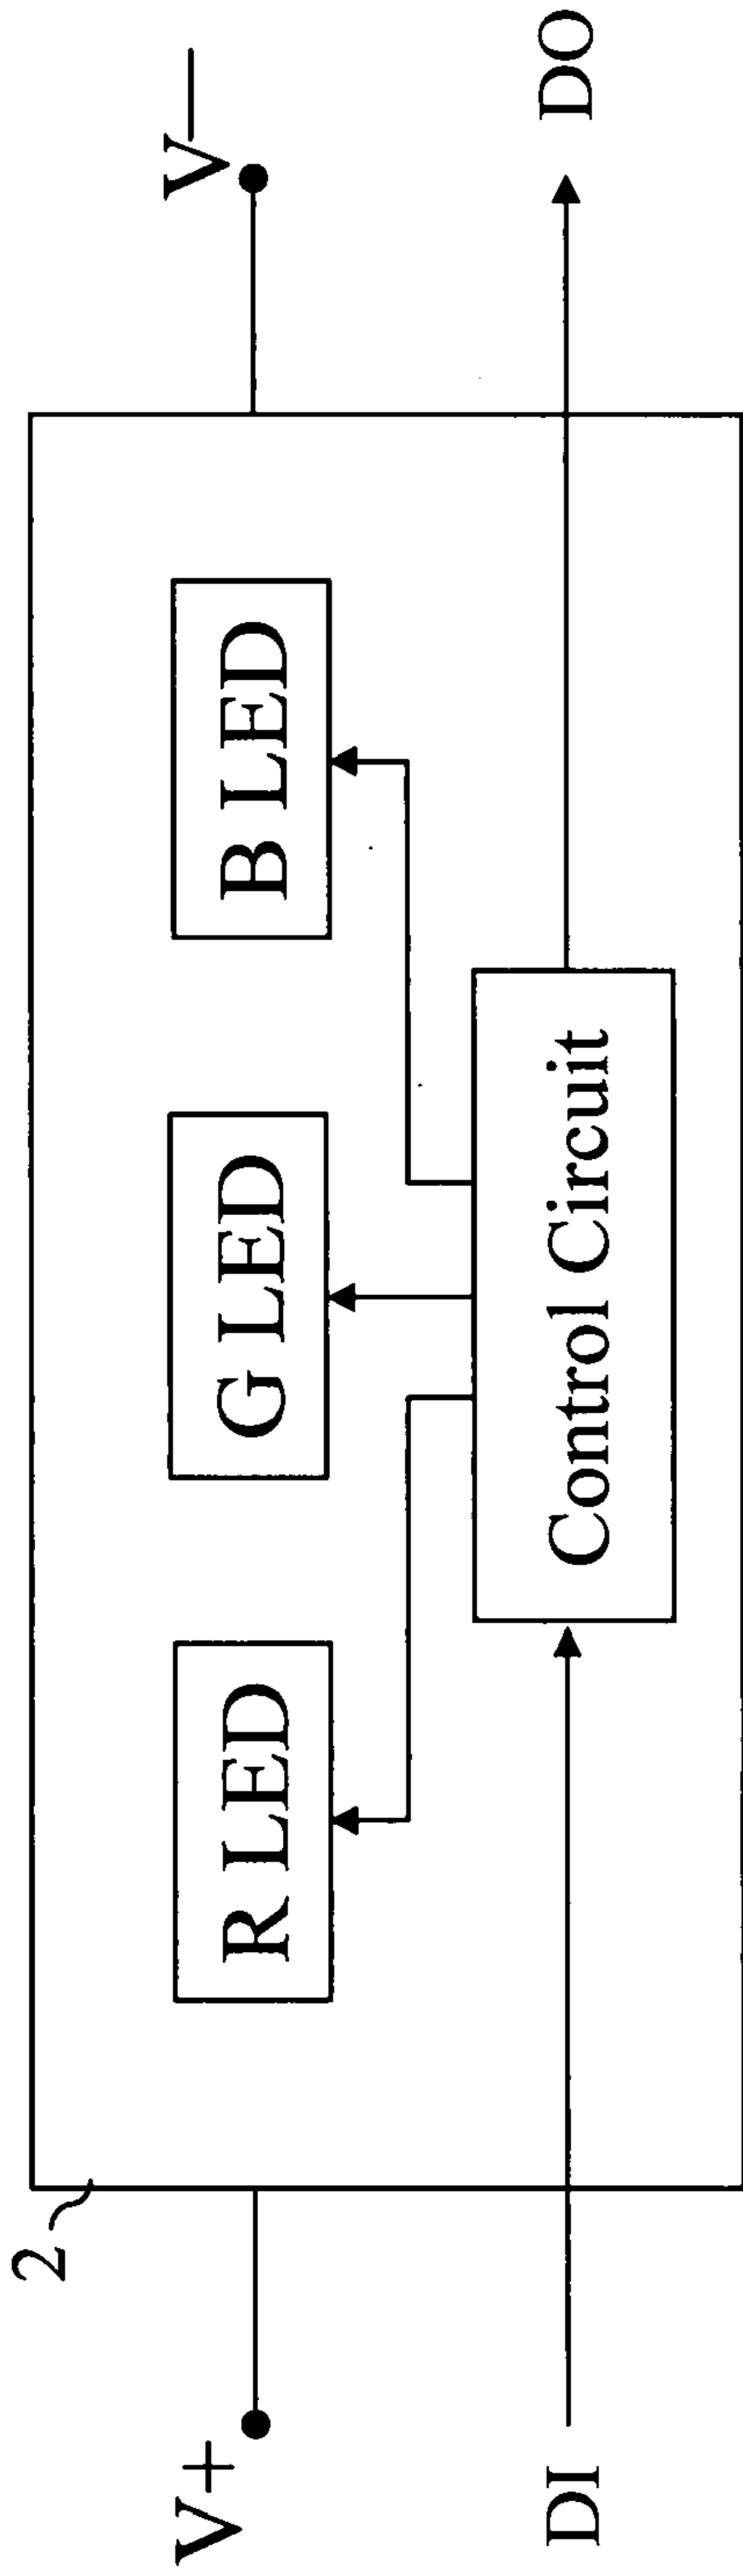 2
V+
V—
R LED
G LED
B LED
Control Circuit
DI
DO